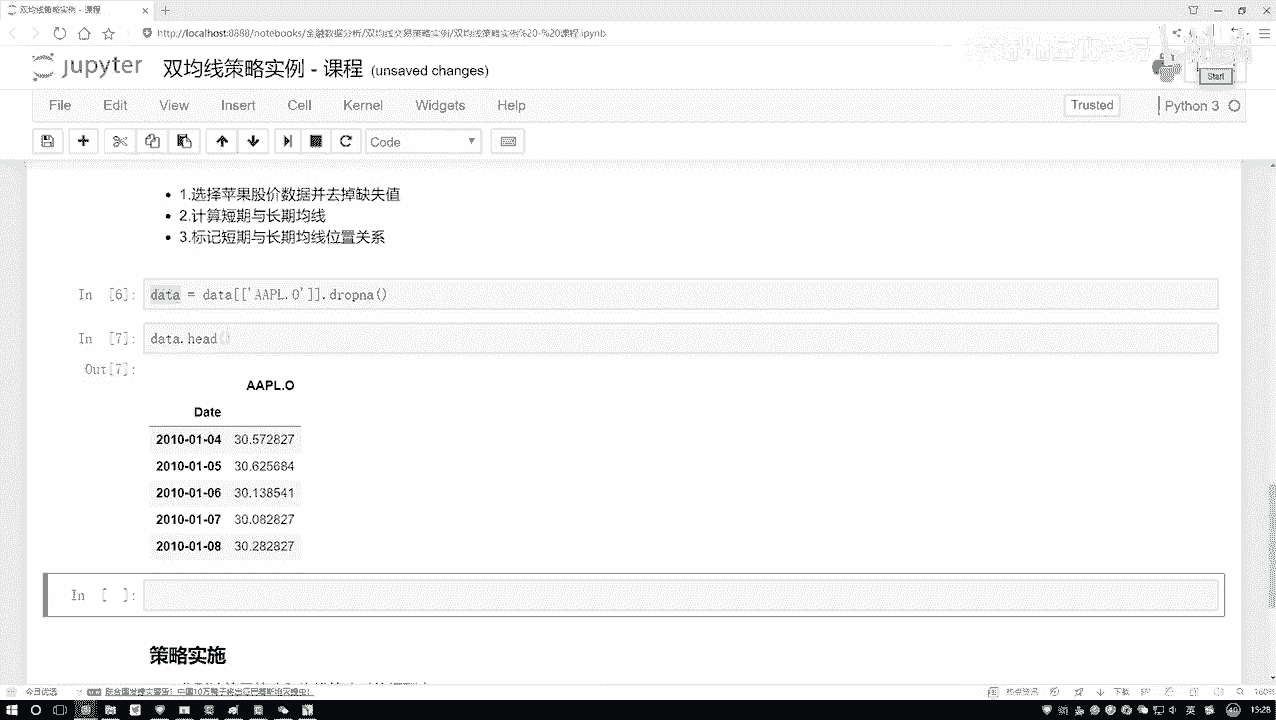 双均线策略实例 - 课程
http://localhost:8888/notebooks/金融数据分析/双均线交易策略实例/双均线策略实例%20-%20课程.ipynb
jupyter 双均线策略实例 - 课程 (unsaved changes)
Start
File Edit View Insert Cell Kernel Widgets Help
Trusted Python 3
Code
1.选择苹果股价数据并去掉缺失值
2.计算短期与长期均线
3.标记短期与长期均线位置关系
In [6]: data = data[['AAPL.O']].dropna()
In [7]: data.head()
Out[7]:
AAPL.O
Date
2010-01-04 30.572827
2010-01-05 30.625684
2010-01-06 30.138541
2010-01-07 30.082827
2010-01-08 30.282827
In [ ]:
策略实施
今日优选
下载
160%
15:28